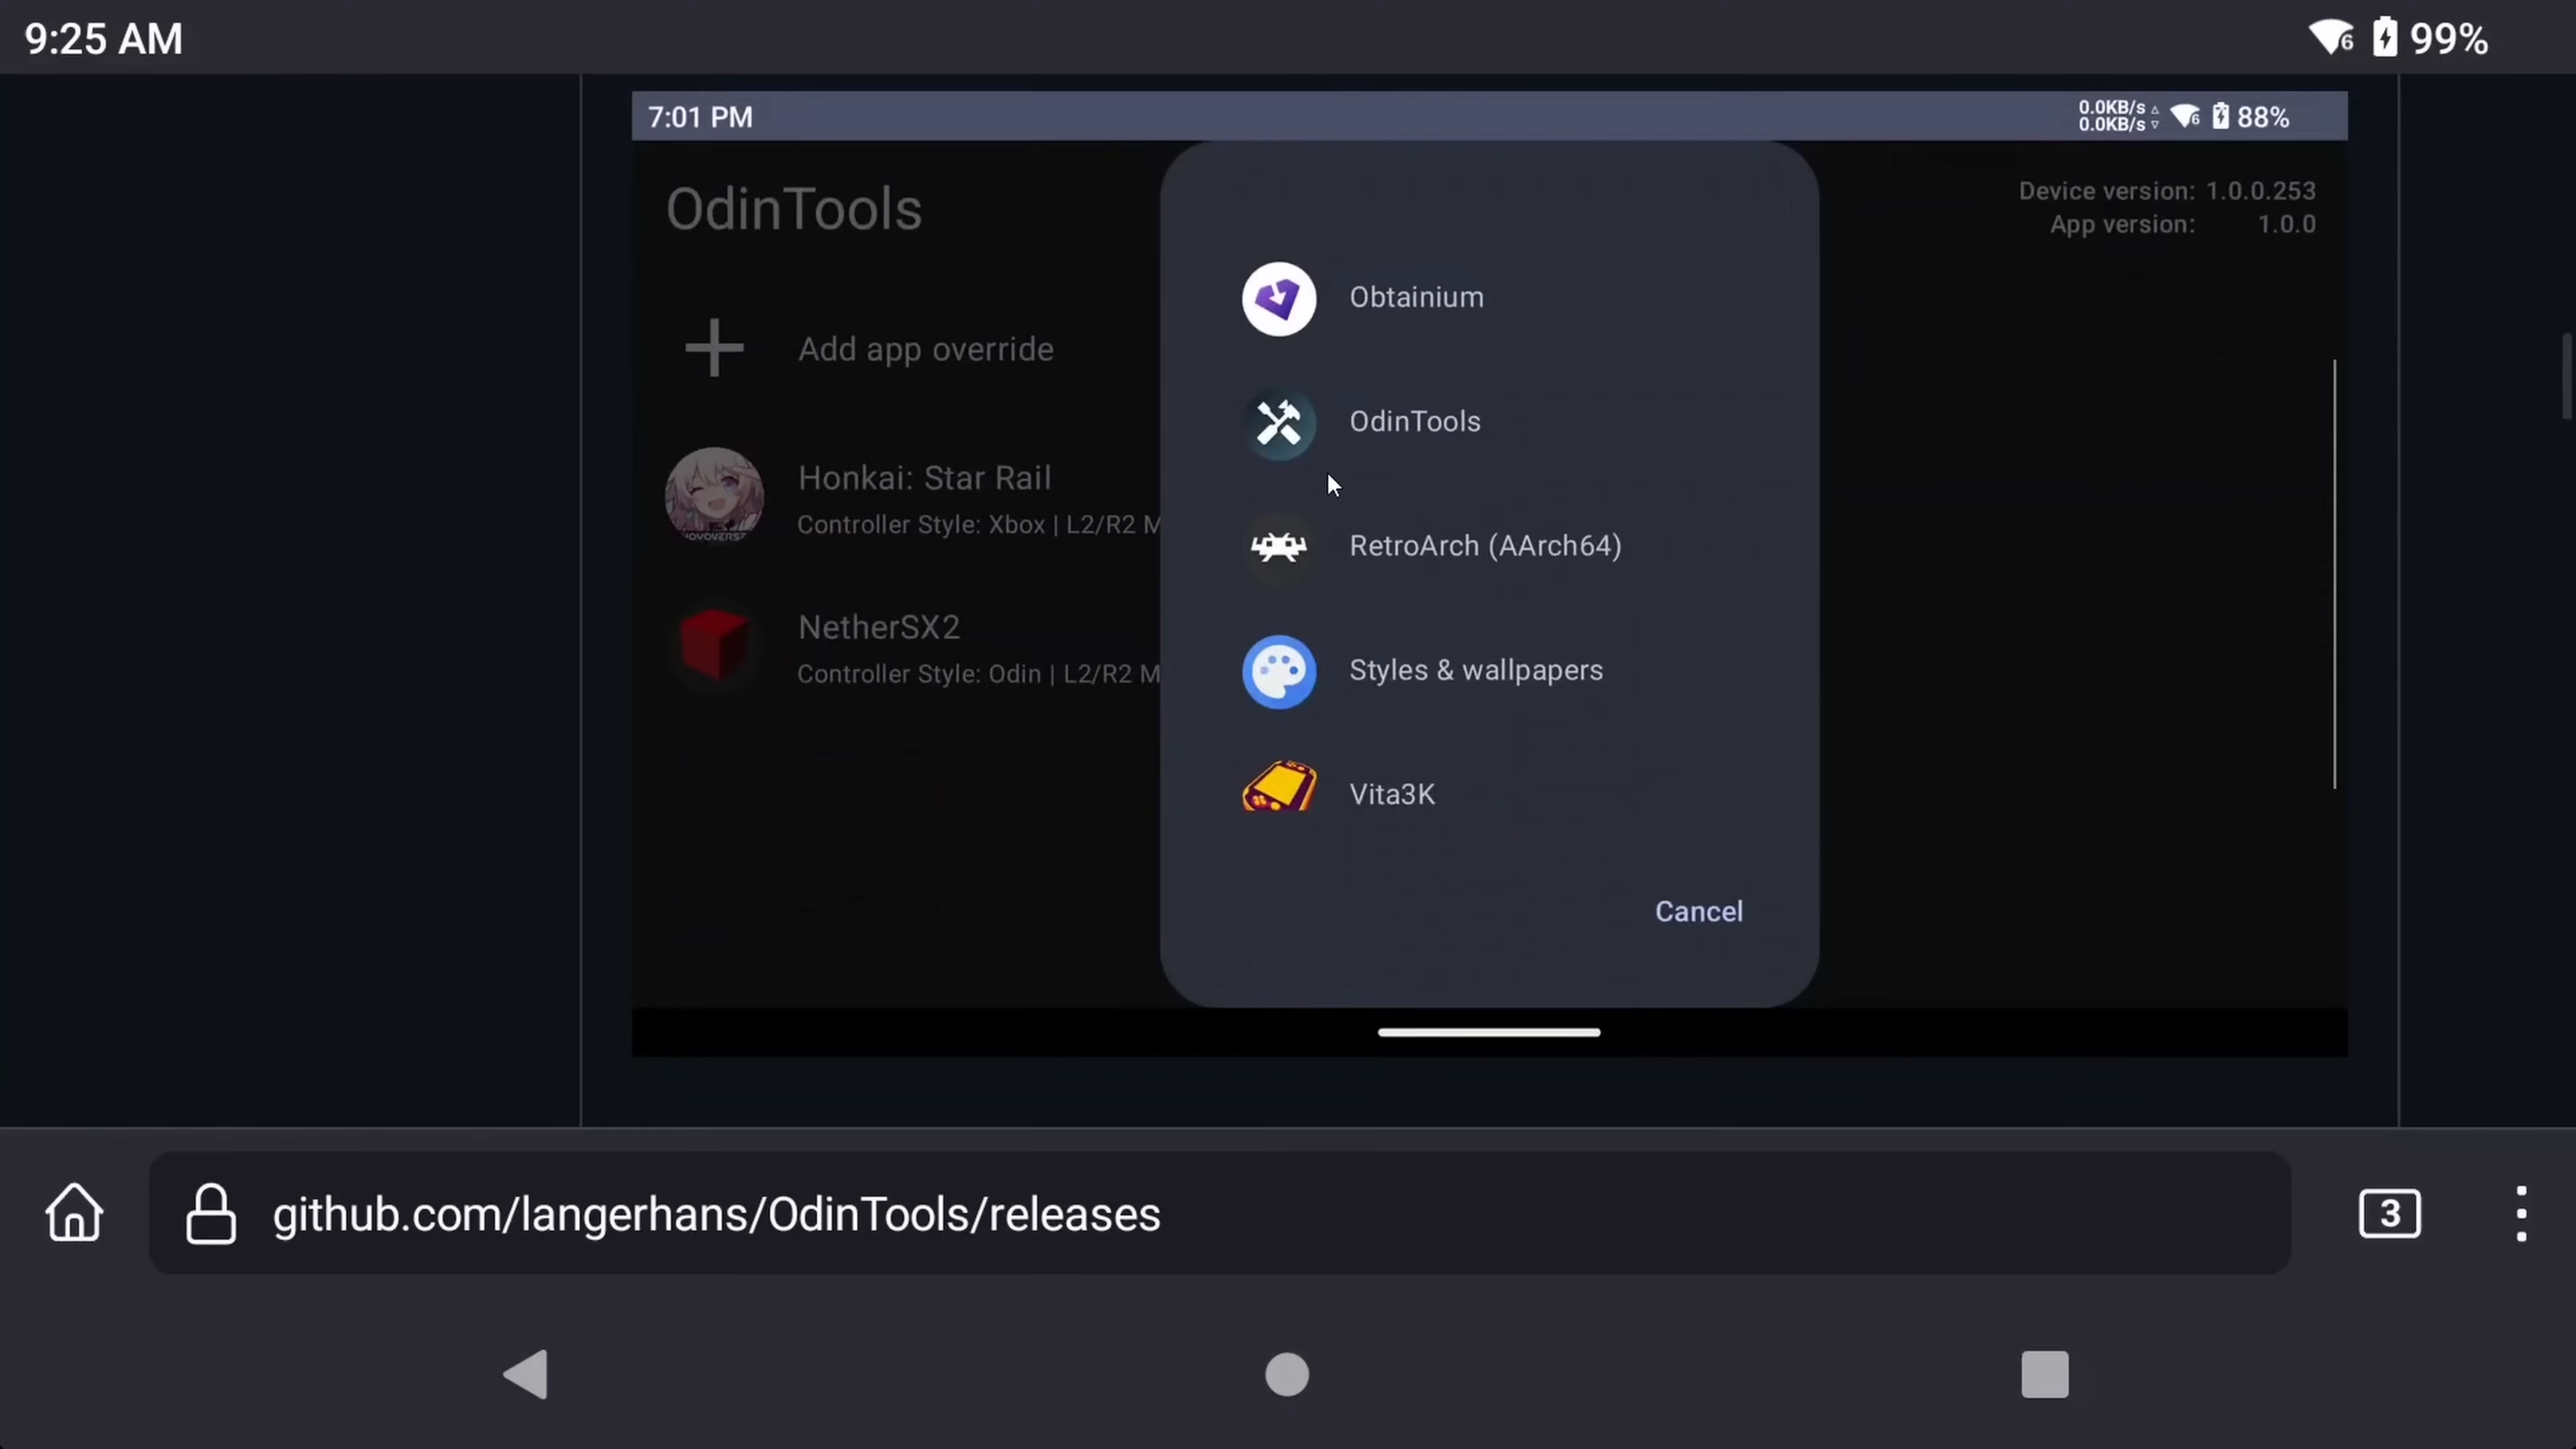 9:25 AM
6
99%
7:01 PM
0.0KB/s
0.0KB/s
6
88%
OdinTools
Device version: 1.0.0.253
App version: 1.0.0
Add app override
Honkai: Star Rail
Controller Style: Xbox | L2/R2 M
NetherSX2
Controller Style: Odin | L2/R2 M
Obtainium
OdinTools
RetroArch (AArch64)
Styles & wallpapers
Vita3K
Cancel
github.com/langerhans/OdinTools/releases
3